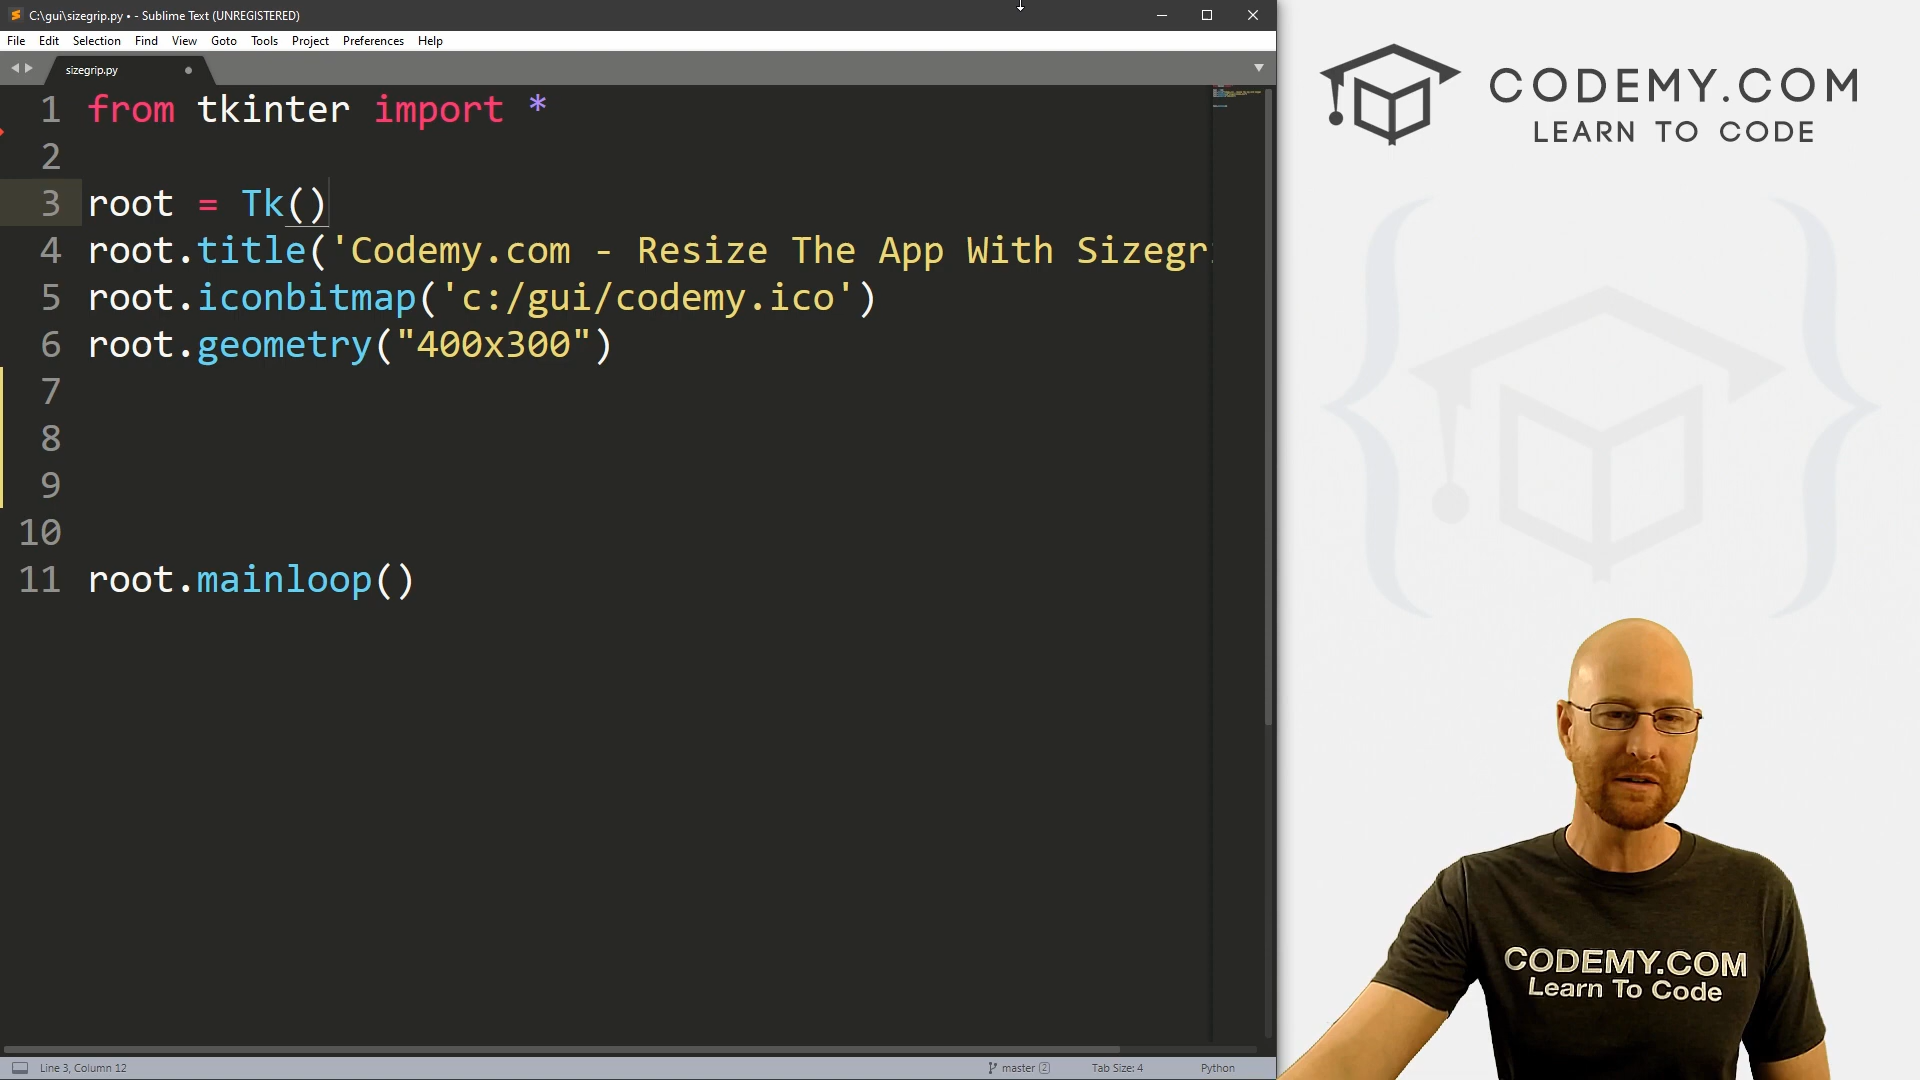 C:\gui\sizegrip.py • - Sublime Text (UNREGISTERED)
File Edit Selection Find View Goto Tools Project Preferences Help
sizegrip.py
1 from tkinter import *
2
3 root = Tk()
4 root.title('Codemy.com - Resize The App With Sizegri
5 root.iconbitmap('c:/gui/codemy.ico')
6 root.geometry("400x300")
7
8
9
10
11 root.mainloop()
Line 3, Column 12
master 2
Tab Size: 4
Python
CODEMY.COM
LEARN TO CODE
CODEMY.COM
Learn To Code